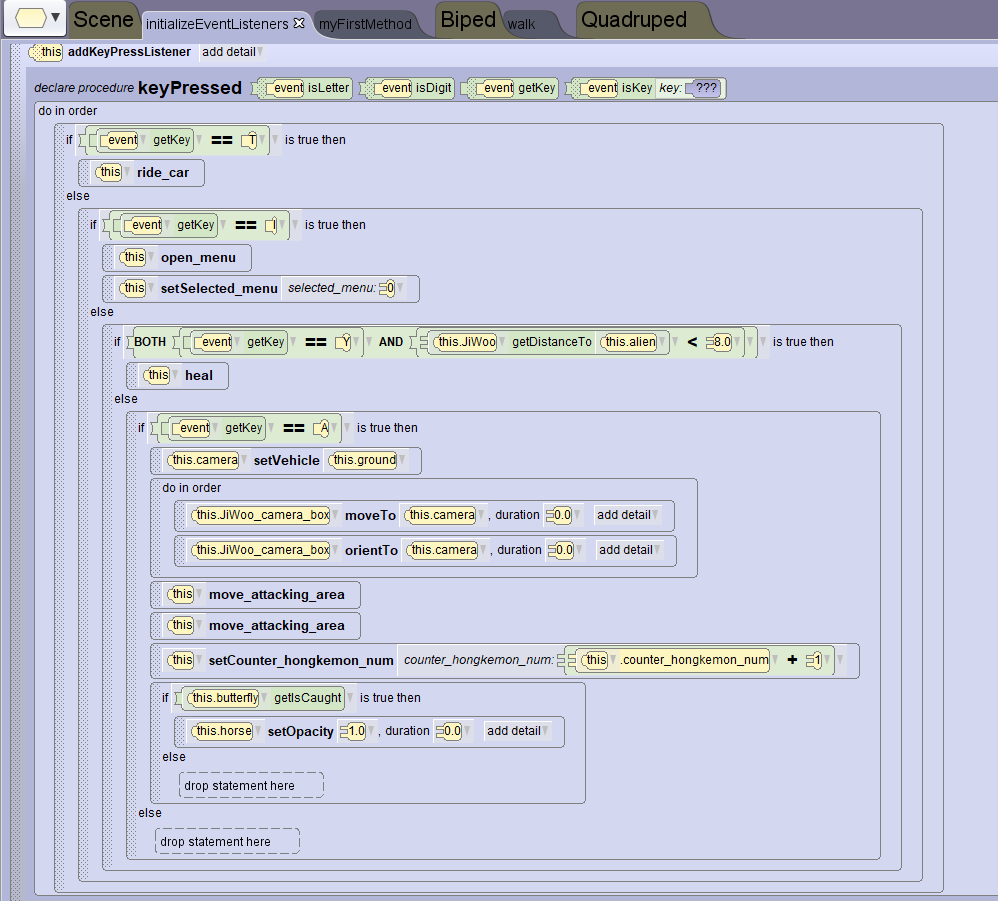 Scene initializeEventListeners myFirstMethod Biped walk Quadruped
this addKeyPressListener add detail
declare procedure keyPressed event isLetter event isDigit event getKey event isKey key: ???
do in order
if event getKey == T is true then
this ride_car
else
if event getKey == I is true then
this open_menu
this setSelected_menu selected_menu: 0
else
if BOTH event getKey == Y AND this.JiWoo getDistanceTo this.alien < 8.0 is true then
this heal
else
if event getKey == A is true then
this.camera setVehicle this.ground
do in order
this.JiWoo_camera_box moveTo this.camera , duration 0.0 add detail
this.JiWoo_camera_box orientTo this.camera , duration 0.0 add detail
this move_attacking_area
this move_attacking_area
this setCounter_hongkemon_num counter_hongkemon_num: this .counter_hongkemon_num + 1
if this.butterfly getIsCaught is true then
this.horse setOpacity 1.0 , duration 0.0 add detail
else
drop statement here
else
drop statement here